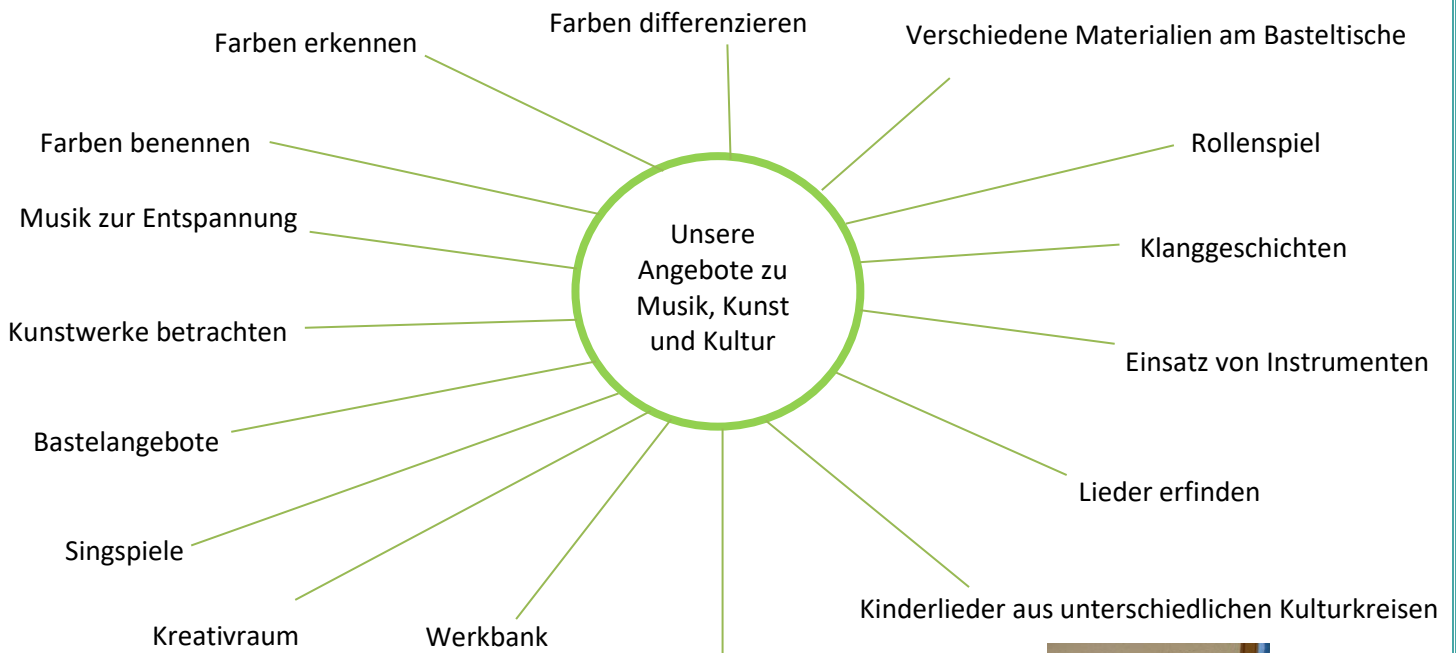 Farben differenzieren
Farben erkennen
Verschiedene Materialien am Basteltische
Farben benennen
Rollenspiel
Musik zur Entspannung
Klanggeschichten
Unsere
Angebote zu
Musik, Kunst
und Kultur
Kunstwerke betrachten
Einsatz von Instrumenten
Bastelangebote
Lieder erfinden
Singspiele
Kinderlieder aus unterschiedlichen Kulturkreisen
Kreativraum
Werkbank